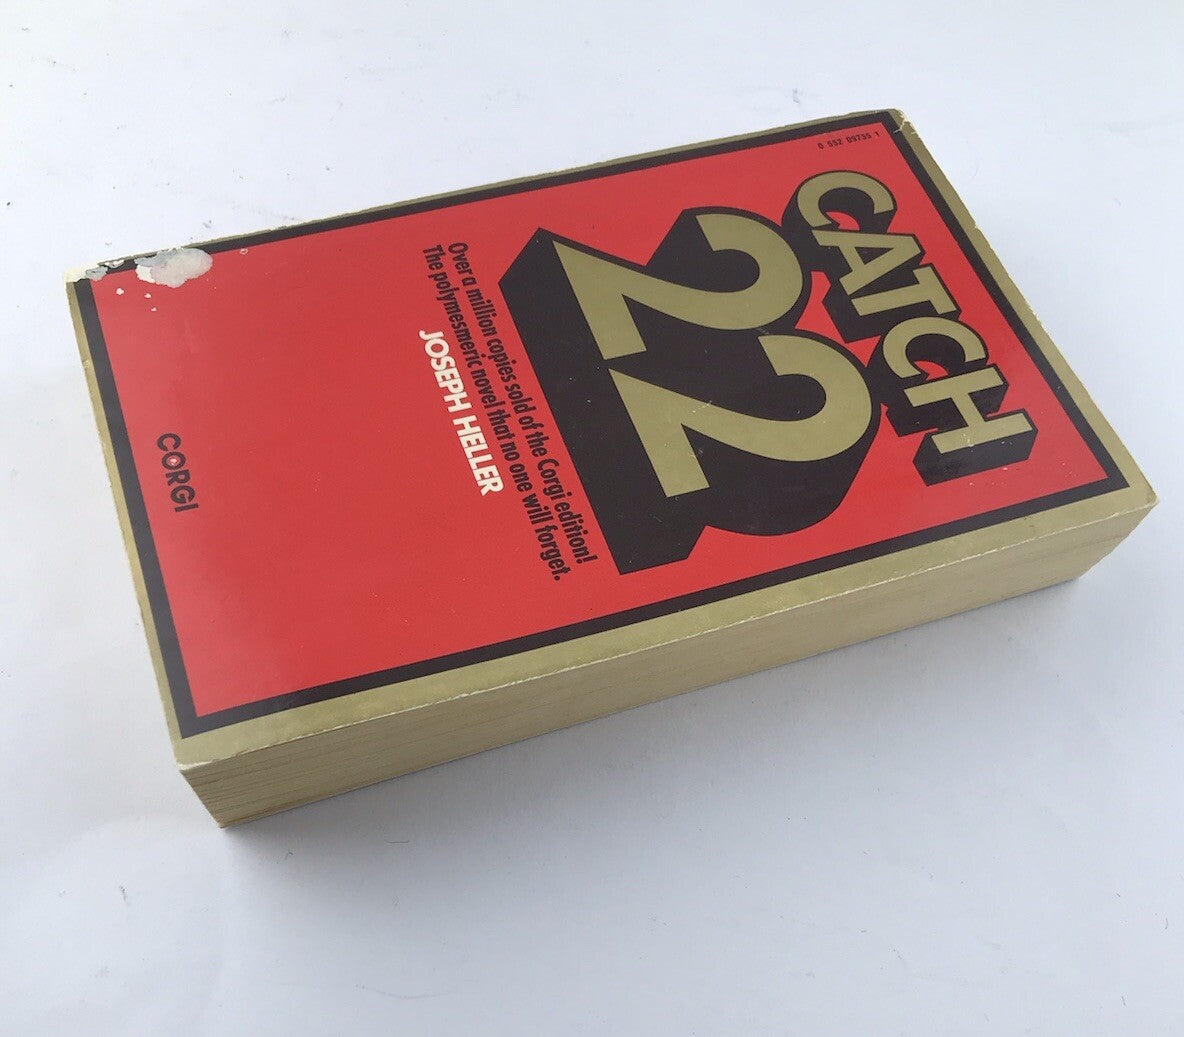 0 552 09755 1
CATCH
22
Over a million copies sold of the Corgi edition!
The polymesmeric novel that no one will forget.
JOSEPH HELLER
CORGI